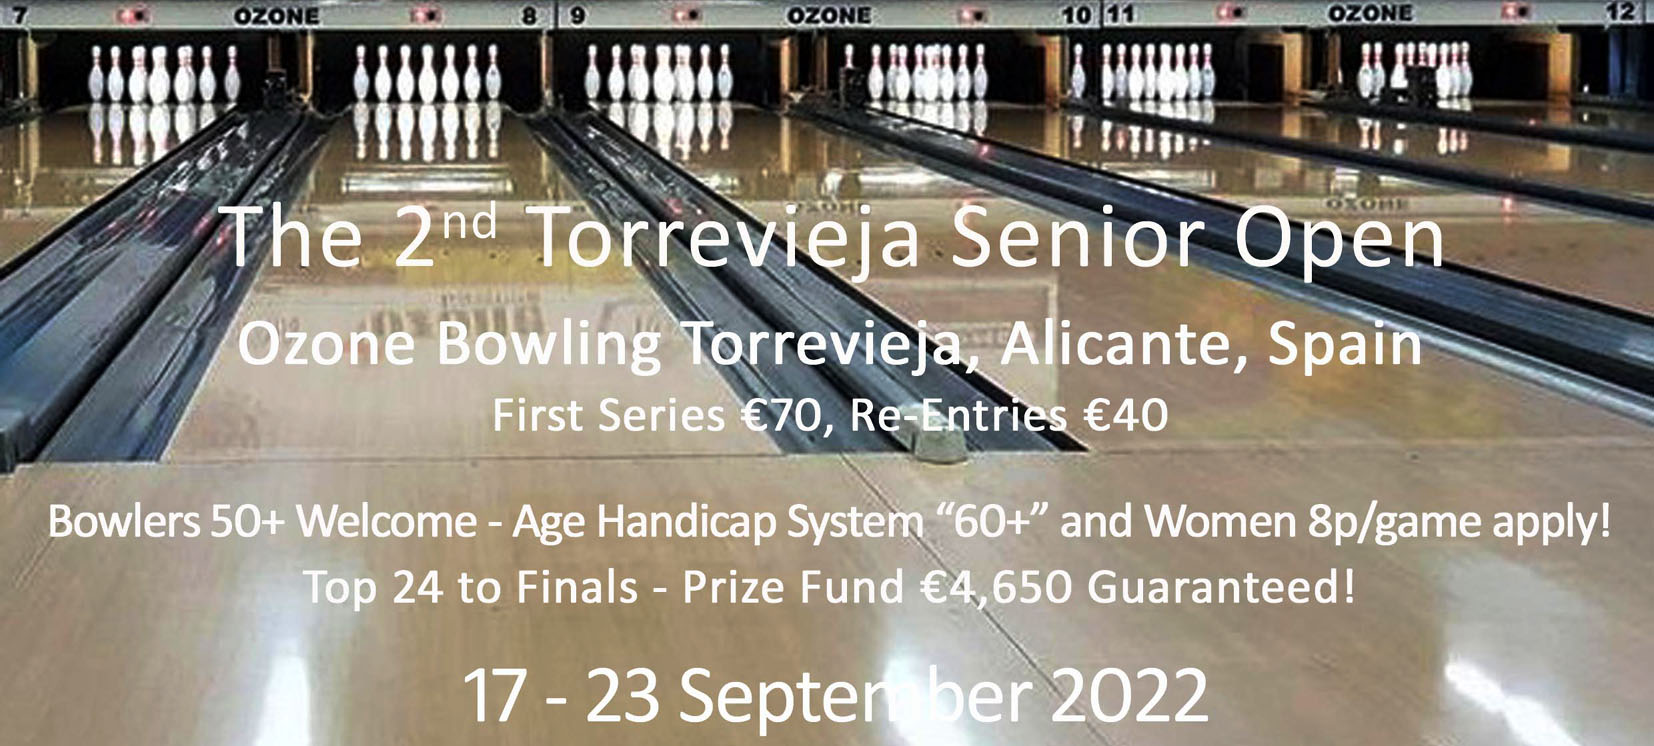 7 OZONE 8 9 OZONE 10 11 OZONE 12
The 2nd Torrevieja Senior Open
Ozone Bowling Torrevieja, Alicante, Spain
First Series €70, Re-Entries €40
Bowlers 50+ Welcome - Age Handicap System “60+” and Women 8p/game apply!
Top 24 to Finals - Prize Fund €4,650 Guaranteed!
17 - 23 September 2022